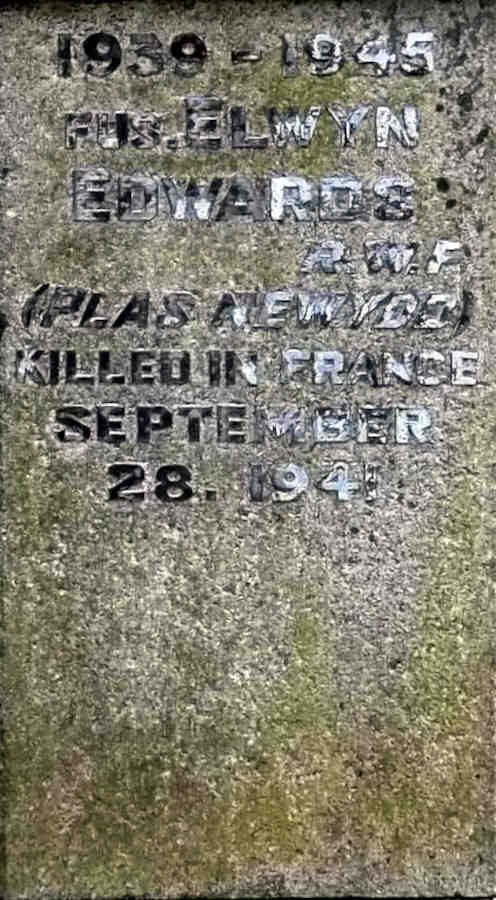 1939 - 1945
FUS. ELWYN
EDWARDS
R.W.F
(PLAS NEWYDD)
KILLED IN FRANCE
SEPTEMBER
28. 1941